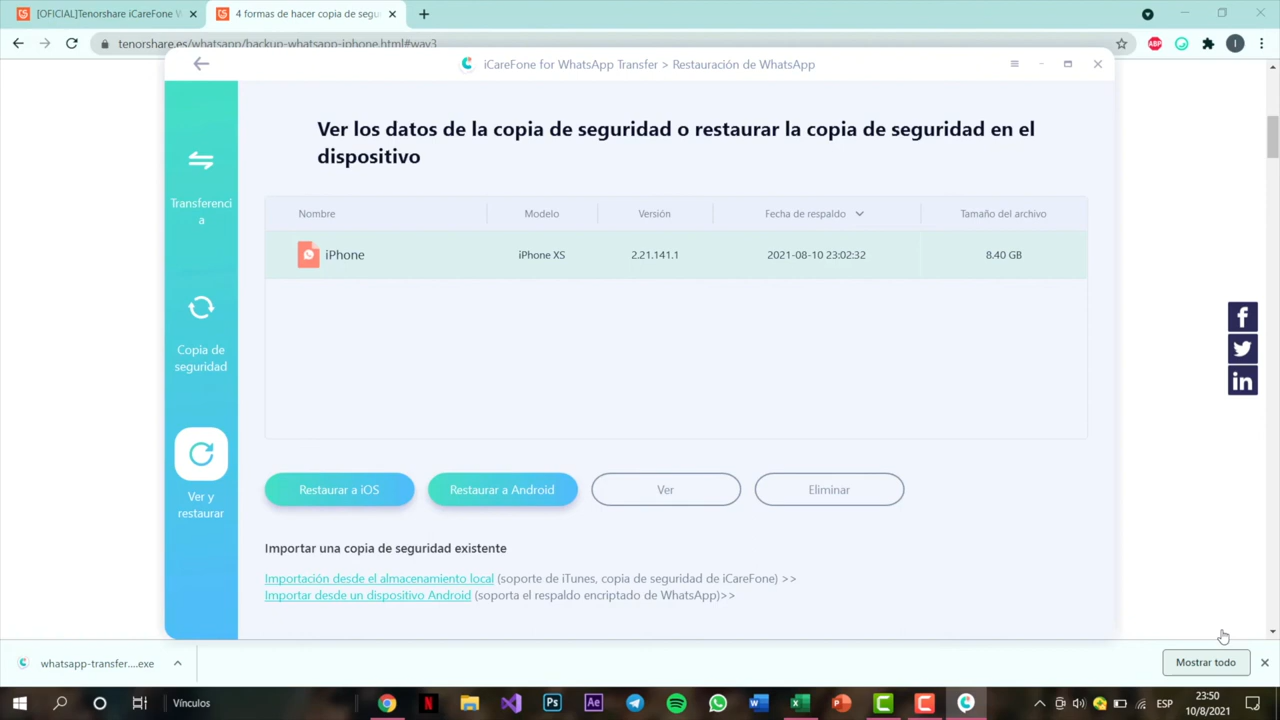 [OFICIAL]Tenorshare iCareFone W
4 formas de hacer copia de segu
tenorshare.es/whatsapp/backup-whatsapp-iphone.html#way3
ABP
I
iCareFone for WhatsApp Transfer > Restauración de WhatsApp
Ver los datos de la copia de seguridad o restaurar la copia de seguridad en el
dispositivo
Transferenci
a
Copia de
seguridad
Ver y
restaurar
Nombre Modelo Versión Fecha de respaldo Tamaño del archivo
iPhone iPhone XS 2.21.141.1 2021-08-10 23:02:32 8.40 GB
Restaurar a iOS Restaurar a Android Ver Eliminar
Importar una copia de seguridad existente
Importación desde el almacenamiento local (soporte de iTunes, copia de seguridad de iCareFone) >>
Importar desde un dispositivo Android (soporta el respaldo encriptado de WhatsApp)>>
whatsapp-transfer....exe
Mostrar todo
Vínculos
ESP
23:50
10/8/2021